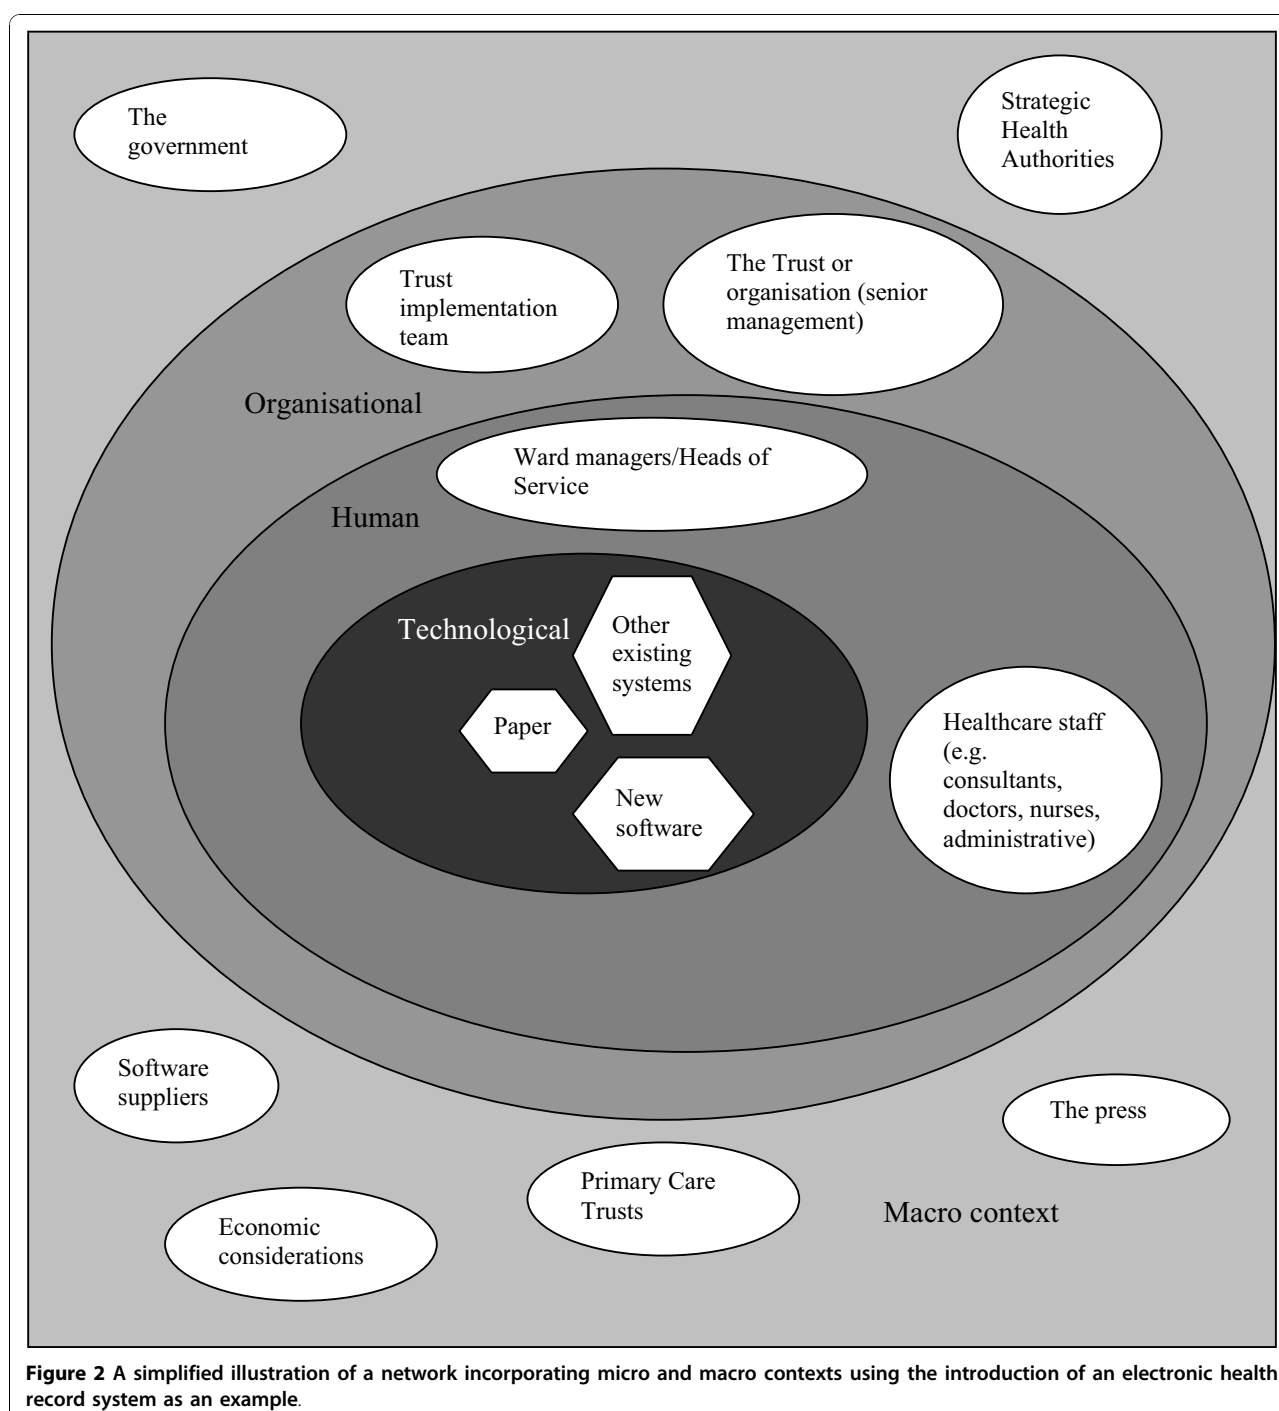 The
government
Strategic
Health
Authorities
Trust
implementation
team
The Trust or
organisation (senior
management)
Organisational
Ward managers/Heads of
Service
Human
Technological
Other
existing
systems
Paper
New
software
Healthcare staff
(e.g.
consultants,
doctors, nurses,
administrative)
Software
suppliers
The press
Primary Care
Trusts
Macro context
Economic
considerations
Figure 2 A simplified illustration of a network incorporating micro and macro contexts using the introduction of an electronic health
record system as an example.